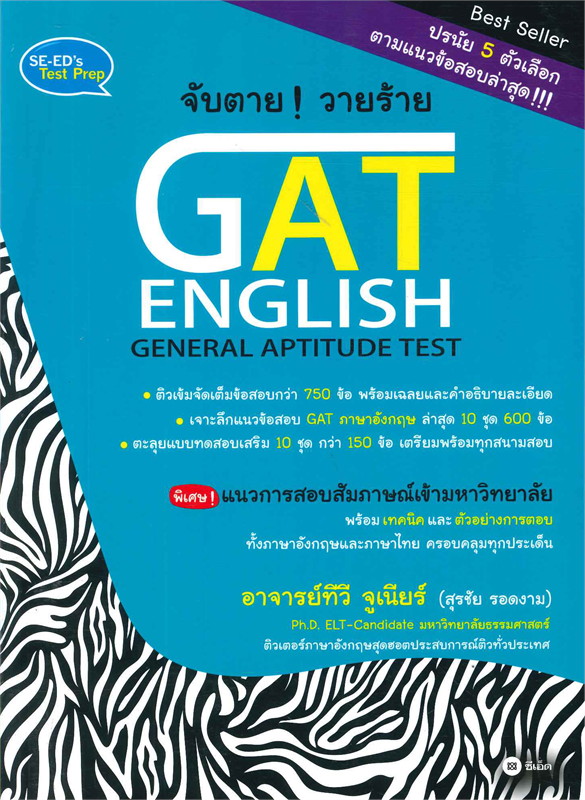 Best Seller
ปรนัย 5 ตัวเลือก
ตามแนวข้อสอบล่าสุด!!!
SE-ED's
Test Prep
จับตาย! วายร้าย
GAT
ENGLISH
GENERAL APTITUDE TEST
• ติวเข้มจัดเต็มข้อสอบกว่า 750 ข้อ พร้อมเฉลยและคำอธิบายละเอียด
• เจาะลึกแนวข้อสอบ GAT ภาษาอังกฤษ ล่าสุด 10 ชุด 600 ข้อ
• ตะลุยแบบทดสอบเสริม 10 ชุด กว่า 150 ข้อ เตรียมพร้อมทุกสนามสอบ
พิเศษ! แนวการสอบสัมภาษณ์เข้ามหาวิทยาลัย
พร้อม เทคนิค และ ตัวอย่างการตอบ
ทั้งภาษาอังกฤษและภาษาไทย ครอบคลุมทุกประเด็น
อาจารย์ทีวี จูเนียร์ (สุรชัย รอดงาม)
Ph.D. ELT-Candidate มหาวิทยาลัยธรรมศาสตร์
ติวเตอร์ภาษาอังกฤษสุดฮอตประสบการณ์ติวทั่วประเทศ
ซีเอ็ด